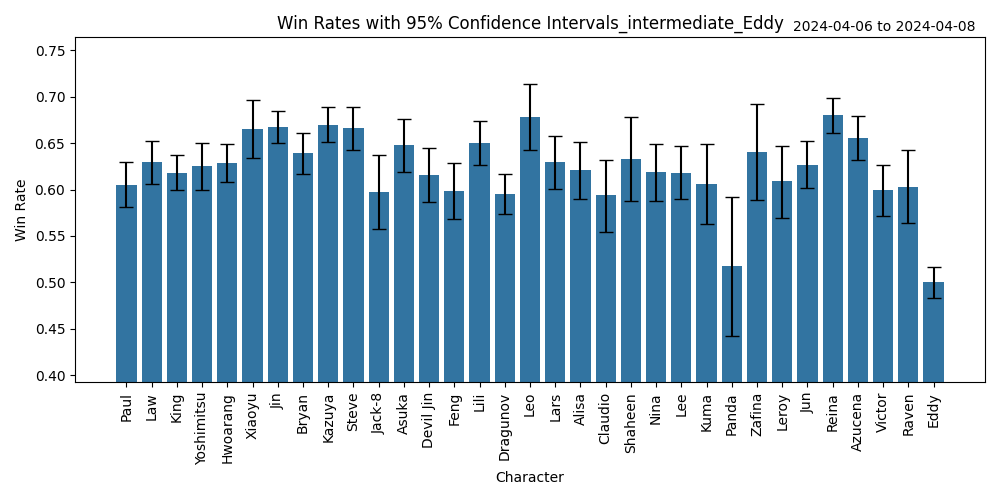 Win Rates with 95% Confidence Intervals_intermediate_Eddy
2024-04-06 to 2024-04-08
Win Rate
0.75
0.70
0.65
0.60
0.55
0.50
0.45
0.40
Paul
Law
King
Yoshimitsu
Hwoarang
Xiaoyu
Jin
Bryan
Kazuya
Steve
Jack-8
Asuka
Devil Jin
Feng
Lili
Dragunov
Leo
Lars
Alisa
Claudio
Shaheen
Nina
Lee
Kuma
Panda
Zafina
Leroy
Jun
Reina
Azucena
Victor
Raven
Eddy
Character